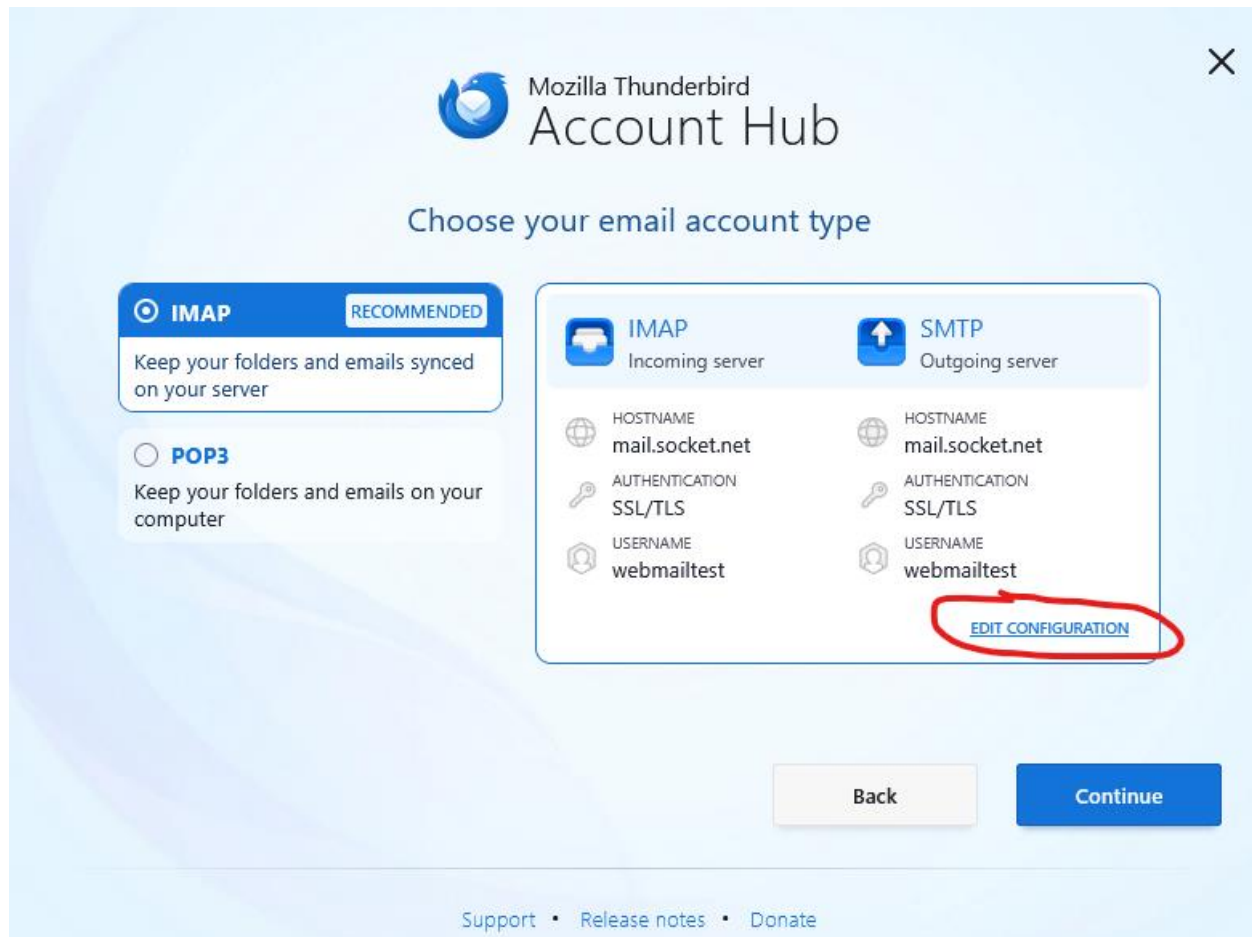 Mozilla Thunderbird
Account Hub
Choose your email account type
IMAP
RECOMMENDED
Keep your folders and emails synced
on your server
POP3
Keep your folders and emails on your
computer
IMAP
Incoming server
SMTP
Outgoing server
HOSTNAME
mail.socket.net
AUTHENTICATION
SSL/TLS
USERNAME
webmailtest
HOSTNAME
mail.socket.net
AUTHENTICATION
SSL/TLS
USERNAME
webmailtest
EDIT CONFIGURATION
Back
Continue
Support • Release notes • Donate